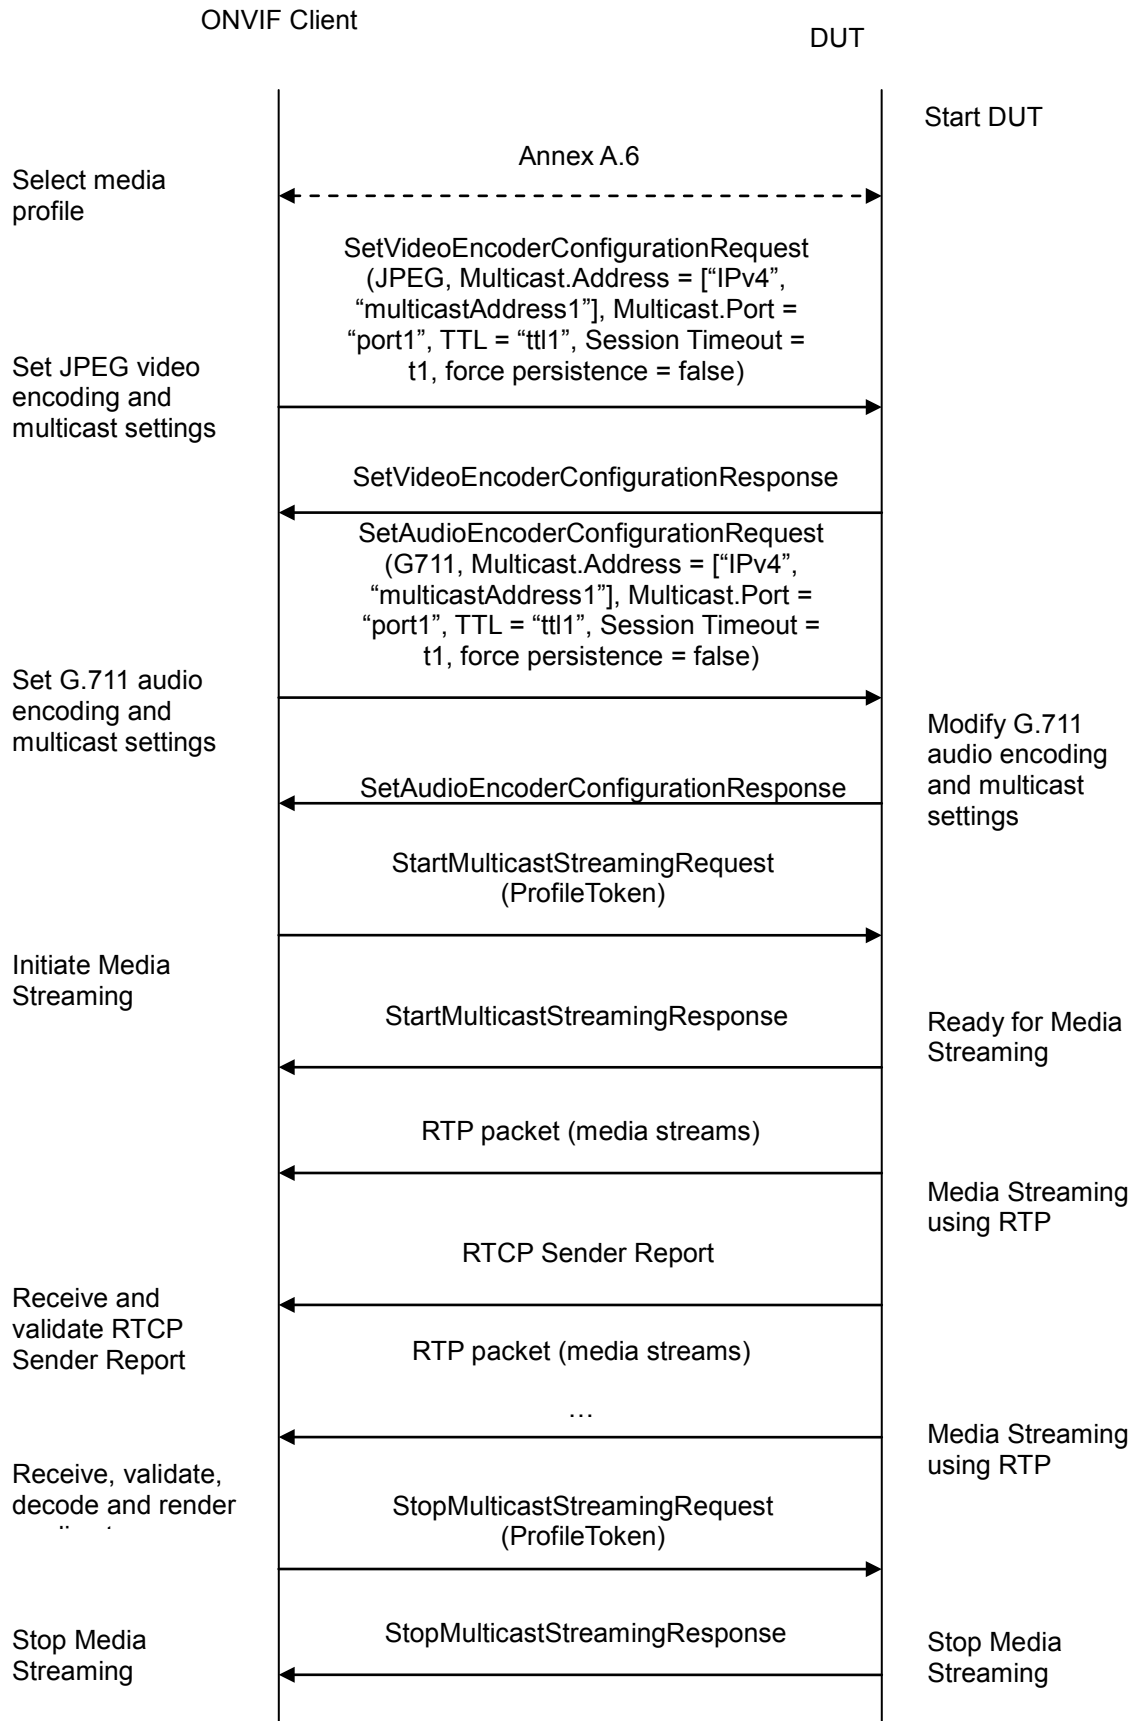 ONVIF Client
DUT
Start DUT
Annex A.6
Select media
profile
SetVideoEncoderConfigurationRequest
(JPEG, Multicast.Address = [“IPv4”,
“multicastAddress1”], Multicast.Port =
“port1”, TTL = “ttl1”, Session Timeout =
t1, force persistence = false)
Set JPEG video
encoding and
multicast settings
SetVideoEncoderConfigurationResponse
SetAudioEncoderConfigurationRequest
(G711, Multicast.Address = [“IPv4”,
“multicastAddress1”], Multicast.Port =
“port1”, TTL = “ttl1”, Session Timeout =
t1, force persistence = false)
Set G.711 audio
encoding and
multicast settings
Modify G.711
audio encoding
and multicast
settings
SetAudioEncoderConfigurationResponse
StartMulticastStreamingRequest
(ProfileToken)
Initiate Media
Streaming
StartMulticastStreamingResponse
Ready for Media
Streaming
RTP packet (media streams)
Media Streaming
using RTP
RTCP Sender Report
Receive and
validate RTCP
Sender Report
RTP packet (media streams)
…
Media Streaming
using RTP
Receive, validate,
decode and render
StopMulticastStreamingRequest
(ProfileToken)
StopMulticastStreamingResponse
Stop Media
Streaming
Stop Media
Streaming